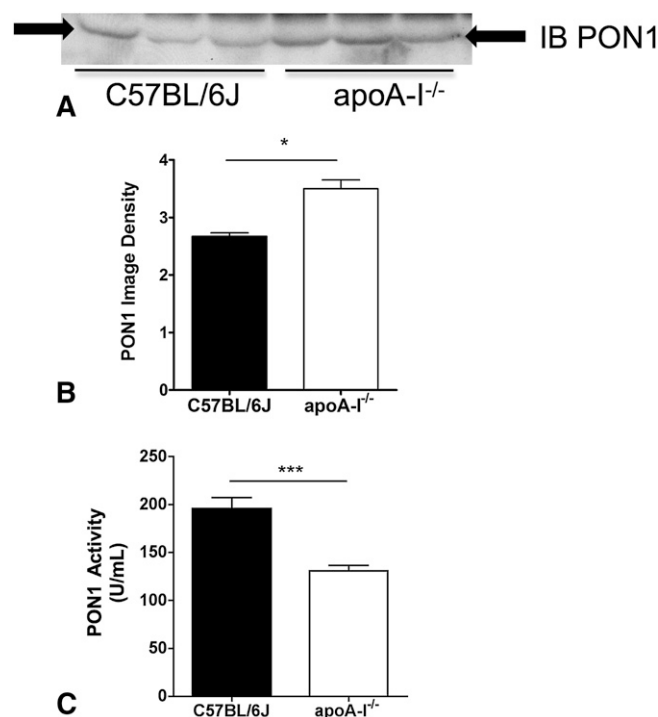 IB PON1
C57BL/6J apoA-I-/-
A
*
4
3
2
1
0
PON1 Image Density
C57BL/6J apoA-I-/-
B
***
250
200
150
100
50
0
PON1 Activity
(U/mL)
C57BL/6J apoA-I-/-
C